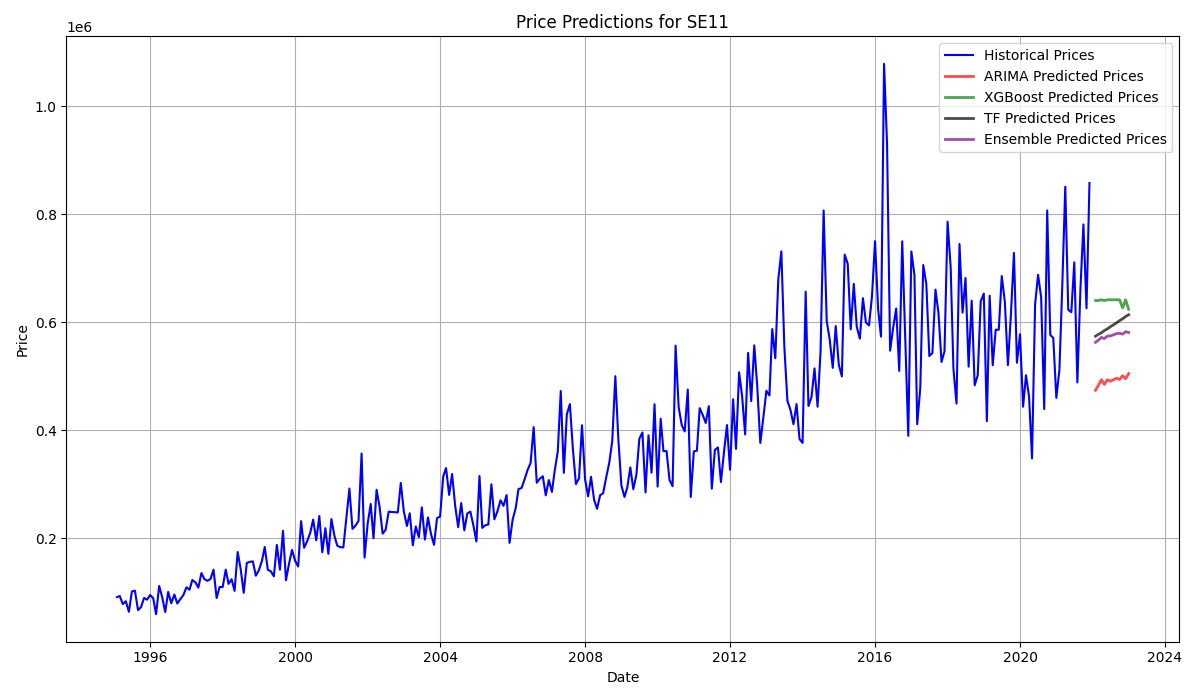 Price Predictions for SE11
1e6
Historical Prices
ARIMA Predicted Prices
XGBoost Predicted Prices
TF Predicted Prices
Ensemble Predicted Prices
1.0
0.8
0.6
0.4
0.2
Price
1996 2000 2004 2008 2012 2016 2020 2024
Date